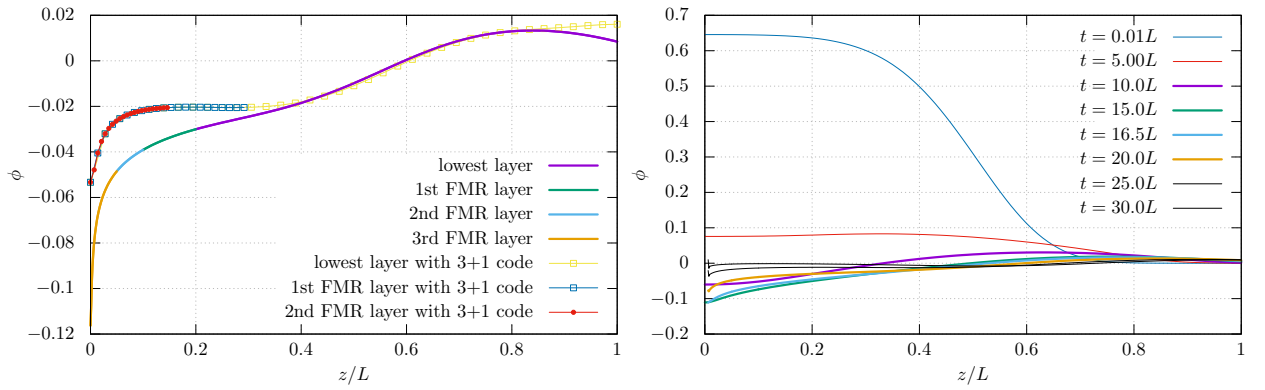 0.02
0
−0.02
−0.04
−0.06
−0.08
−0.1
−0.12
ϕ
0 0.2 0.4 0.6 0.8 1
z/L
lowest layer
1st FMR layer
2nd FMR layer
3rd FMR layer
lowest layer with 3+1 code
1st FMR layer with 3+1 code
2nd FMR layer with 3+1 code
0.7
0.6
0.5
0.4
0.3
0.2
0.1
0
−0.1
−0.2
ϕ
0 0.2 0.4 0.6 0.8 1
z/L
t = 0.01L
t = 5.00L
t = 10.0L
t = 15.0L
t = 16.5L
t = 20.0L
t = 25.0L
t = 30.0L